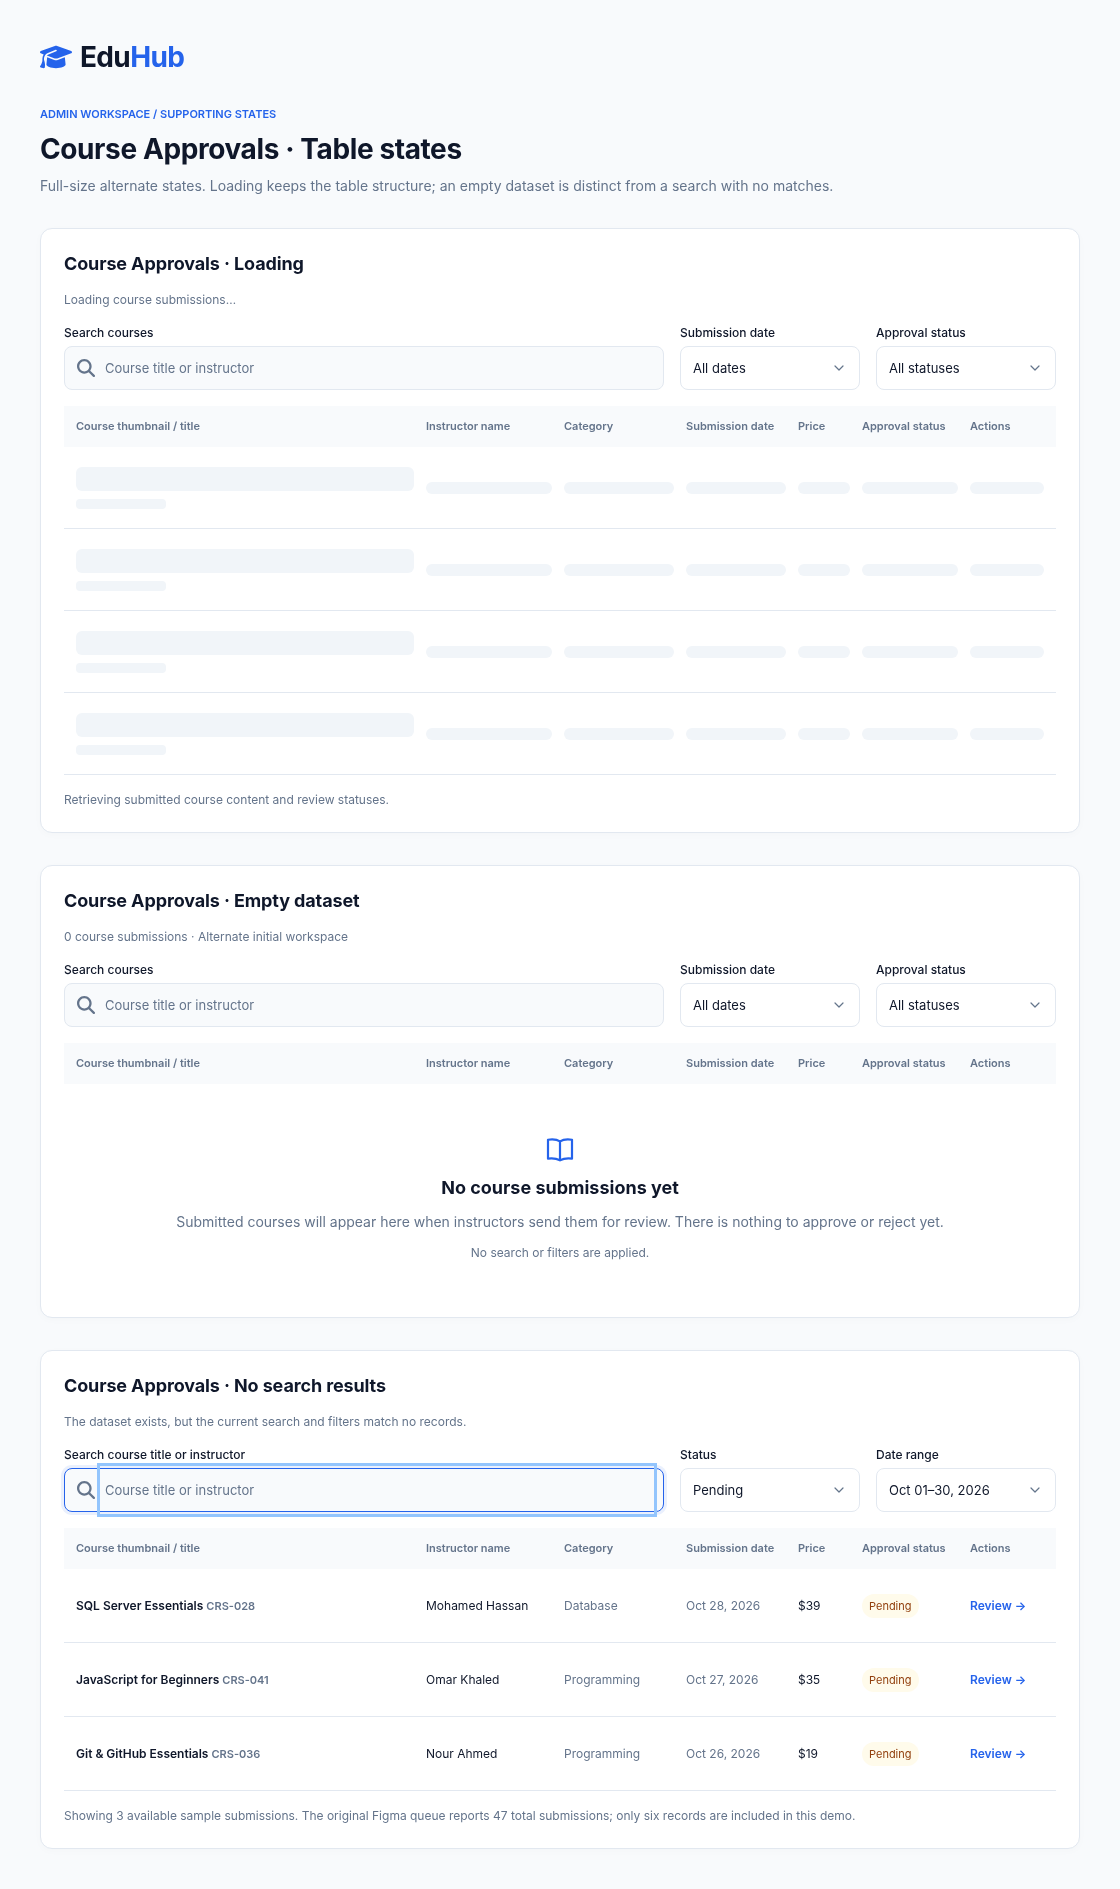 EduHub
ADMIN WORKSPACE / SUPPORTING STATES
Course Approvals · Table states
Full-size alternate states. Loading keeps the table structure; an empty dataset is distinct from a search with no matches.
Course Approvals · Loading
Loading course submissions…
Search courses Submission date Approval status
Course title or instructor All dates All statuses
Course thumbnail / title Instructor name Category Submission date Price Approval status Actions
Retrieving submitted course content and review statuses.
Course Approvals · Empty dataset
0 course submissions · Alternate initial workspace
Search courses Submission date Approval status
Course title or instructor All dates All statuses
Course thumbnail / title Instructor name Category Submission date Price Approval status Actions
No course submissions yet
Submitted courses will appear here when instructors send them for review. There is nothing to approve or reject yet.
No search or filters are applied.
Course Approvals · No search results
The dataset exists, but the current search and filters match no records.
Search course title or instructor Status Date range
Course title or instructor Pending Oct 01–30, 2026
Course thumbnail / title Instructor name Category Submission date Price Approval status Actions
SQL Server Essentials CRS-028 Mohamed Hassan Database Oct 28, 2026 $39 Pending Review →
JavaScript for Beginners CRS-041 Omar Khaled Programming Oct 27, 2026 $35 Pending Review →
Git & GitHub Essentials CRS-036 Nour Ahmed Programming Oct 26, 2026 $19 Pending Review →
Showing 3 available sample submissions. The original Figma queue reports 47 total submissions; only six records are included in this demo.